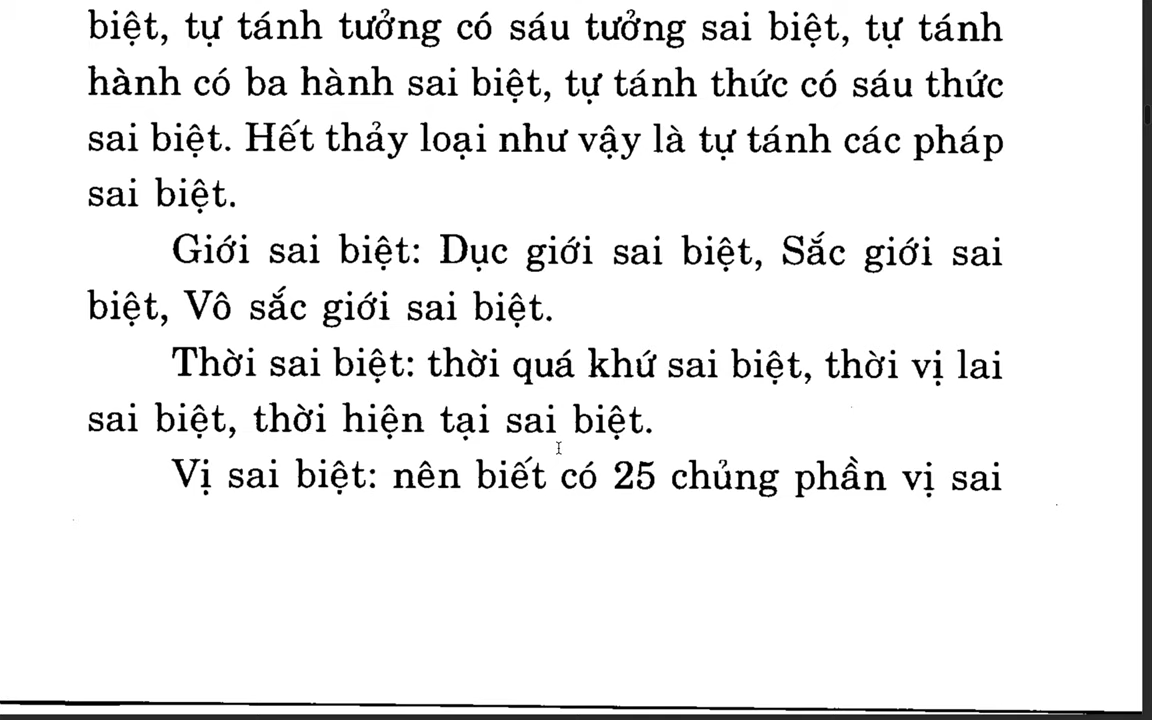 biệt, tự tánh tưởng có sáu tưởng sai biệt, tự tánh
hành có ba hành sai biệt, tự tánh thức có sáu thức
sai biệt. Hết thảy loại như vậy là tự tánh các pháp
sai biệt.
Giới sai biệt: Dục giới sai biệt, Sắc giới sai
biệt, Vô sắc giới sai biệt.
Thời sai biệt: thời quá khứ sai biệt, thời vị lai
sai biệt, thời hiện tại sai biệt.
Vị sai biệt: nên biết có 25 chủng phần vị sai